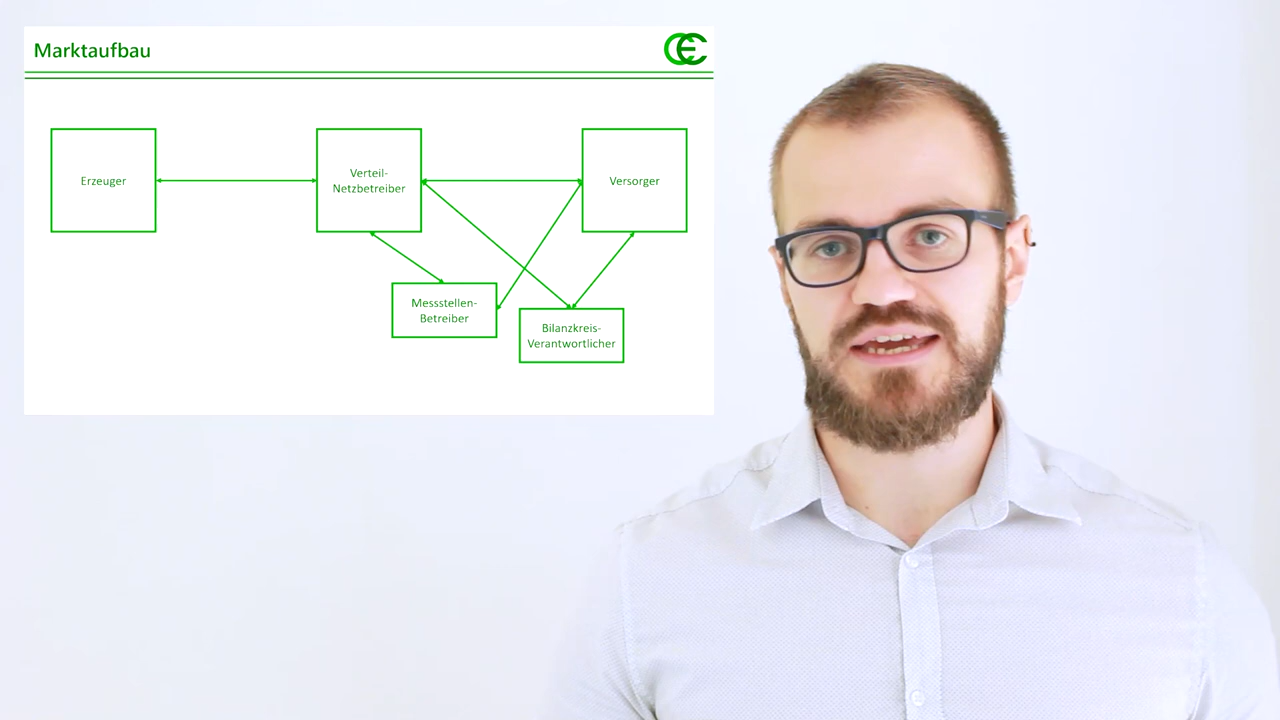 Marktaufbau
Erzeuger
Verteil-
Netzbetreiber
Versorger
Messstellen-
Betreiber
Bilanzkreis-
Verantwortlicher